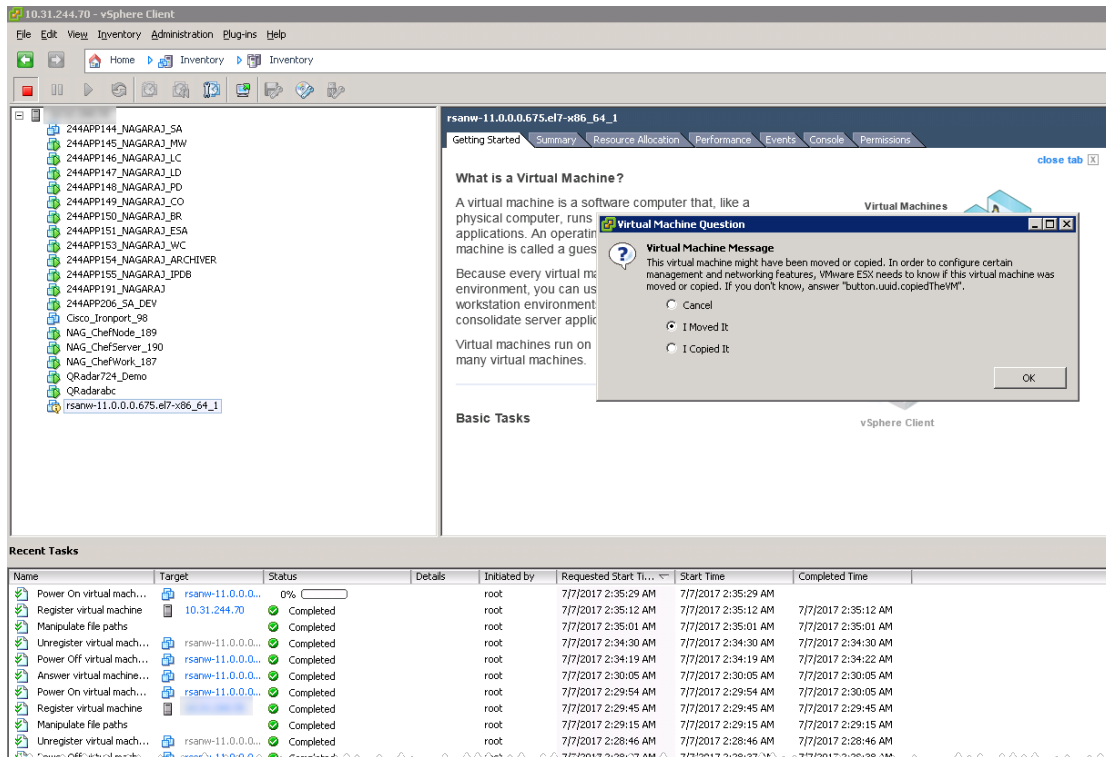 10.31.244.70 - vSphere Client
File Edit View Inventory Administration Plug-ins Help
Home Inventory Inventory
244APP144_NAGARAJ_SA
244APP145_NAGARAJ_MW
244APP146_NAGARAJ_LC
244APP147_NAGARAJ_LD
244APP148_NAGARAJ_PD
244APP149_NAGARAJ_CO
244APP150_NAGARAJ_BR
244APP151_NAGARAJ_ESA
244APP153_NAGARAJ_WC
244APP154_NAGARAJ_ARCHIVER
244APP155_NAGARAJ_IPDB
244APP191_NAGARAJ
244APP206_SA_DEV
Cisco_Ironport_98
NAG_ChefNode_189
NAG_ChefServer_190
NAG_ChefWork_187
QRadar724_Demo
QRadarabc
rsanw-11.0.0.0.675.el7-x86_64_1
rsanw-11.0.0.0.675.el7-x86_64_1
Getting Started Summary Resource Allocation Performance Events Console Permissions
close tab X
What is a Virtual Machine?
A virtual machine is a software computer that, like a
physical computer, runs
applications. An operatin
machine is called a gues
Because every virtual ma
environment, you can us
workstation environment
consolidate server applic
Virtual machines run on
many virtual machines.
Basic Tasks
Virtual Machines
vSphere Client
Virtual Machine Question
Virtual Machine Message
This virtual machine might have been moved or copied. In order to configure certain
management and networking features, VMware ESX needs to know if this virtual machine was
moved or copied. If you don't know, answer "button.uuid.copiedTheVM".
Cancel
I Moved It
I Copied It
OK
Recent Tasks
Name Target Status Details Initiated by Requested Start Ti... Start Time Completed Time
Power On virtual mach... rsanw-11.0.0.0... 0% root 7/7/2017 2:35:29 AM 7/7/2017 2:35:29 AM
Register virtual machine 10.31.244.70 Completed root 7/7/2017 2:35:12 AM 7/7/2017 2:35:12 AM 7/7/2017 2:35:12 AM
Manipulate file paths Completed root 7/7/2017 2:35:01 AM 7/7/2017 2:35:01 AM 7/7/2017 2:35:01 AM
Unregister virtual mach... rsanw-11.0.0.0... Completed root 7/7/2017 2:34:30 AM 7/7/2017 2:34:30 AM 7/7/2017 2:34:30 AM
Power Off virtual mach... rsanw-11.0.0.0... Completed root 7/7/2017 2:34:19 AM 7/7/2017 2:34:19 AM 7/7/2017 2:34:22 AM
Answer virtual machine... rsanw-11.0.0.0... Completed root 7/7/2017 2:30:05 AM 7/7/2017 2:30:05 AM 7/7/2017 2:30:05 AM
Power On virtual mach... rsanw-11.0.0.0... Completed root 7/7/2017 2:29:54 AM 7/7/2017 2:29:54 AM 7/7/2017 2:30:05 AM
Register virtual machine Completed root 7/7/2017 2:29:45 AM 7/7/2017 2:29:45 AM 7/7/2017 2:29:45 AM
Manipulate file paths Completed root 7/7/2017 2:29:15 AM 7/7/2017 2:29:15 AM 7/7/2017 2:29:15 AM
Unregister virtual mach... rsanw-11.0.0.0... Completed root 7/7/2017 2:28:46 AM 7/7/2017 2:28:46 AM 7/7/2017 2:28:46 AM